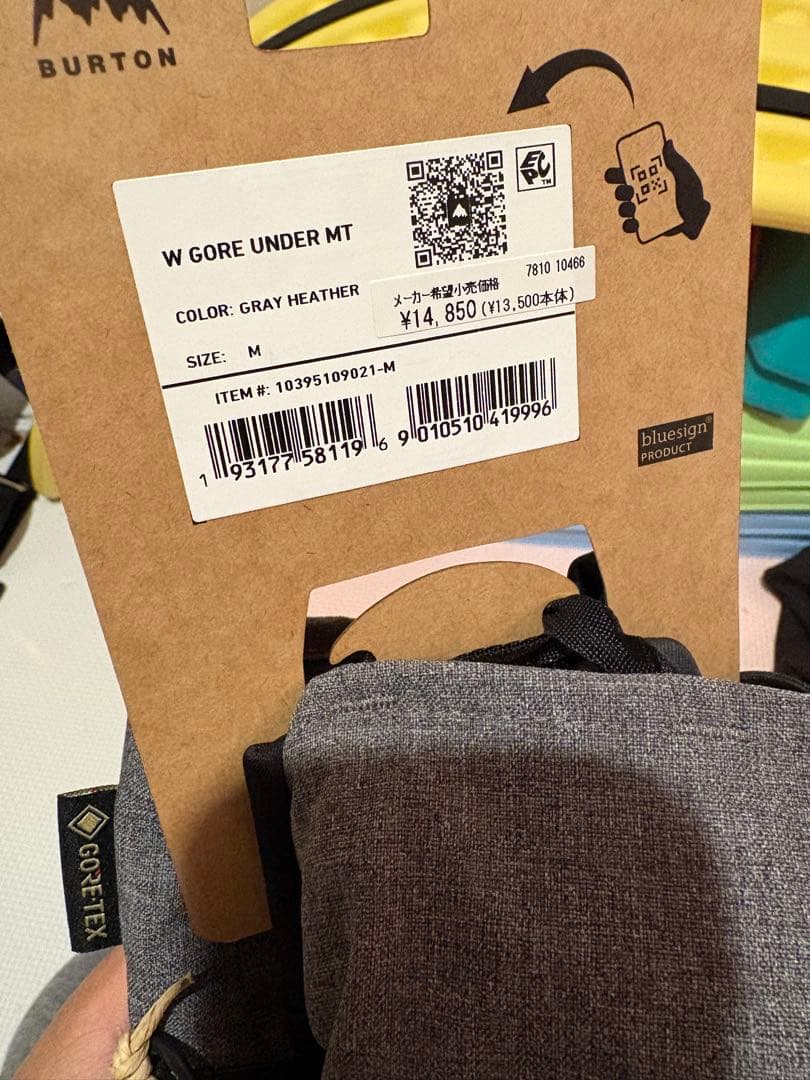 BURTON
EPC™
W GORE UNDER MT
COLOR: GRAY HEATHER
7810 10466
メーカー希望小売価格
¥14,850(¥13,500本体)
SIZE: M
ITEM #: 10395109021-M
1 93177 58119 6
9 010510 419996
bluesign®
PRODUCT
GORE-TEX